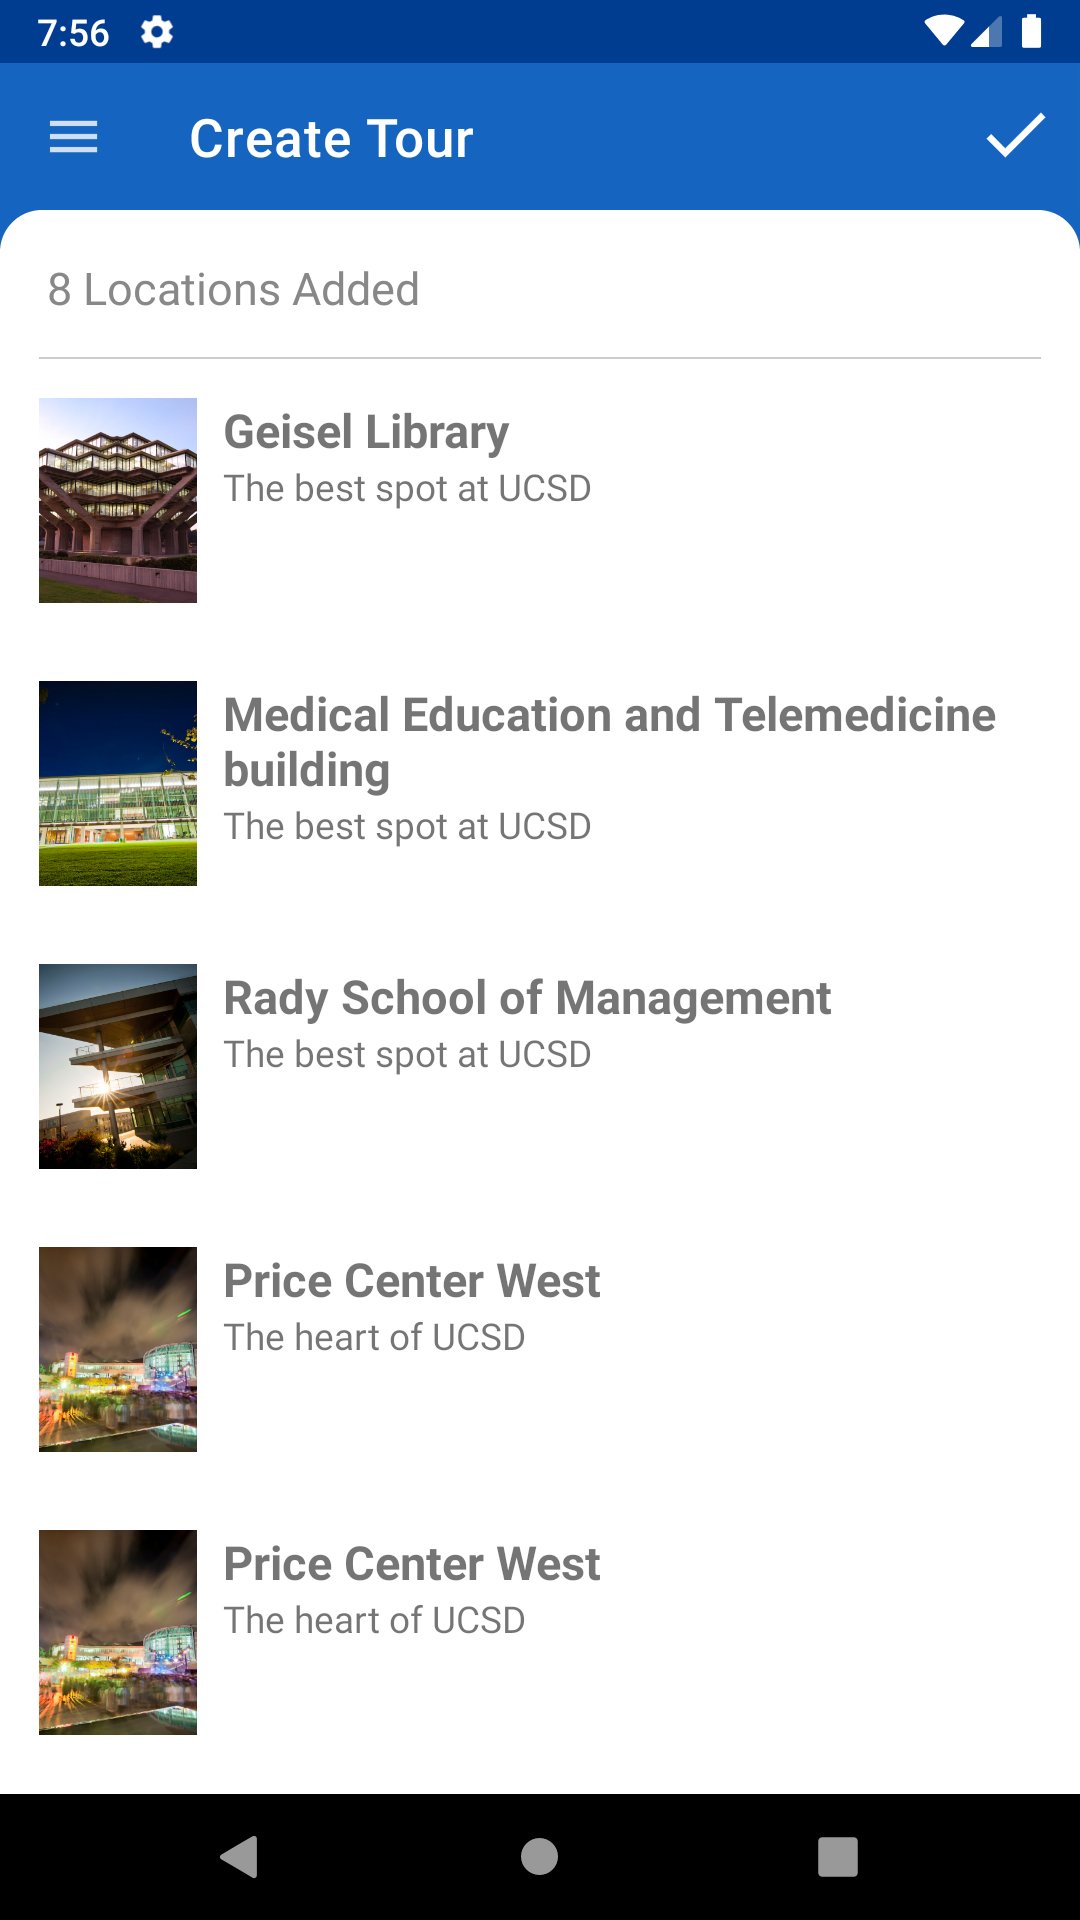 7:56
Create Tour
8 Locations Added
Geisel Library
The best spot at UCSD
Medical Education and Telemedicine
building
The best spot at UCSD
Rady School of Management
The best spot at UCSD
Price Center West
The heart of UCSD
Price Center West
The heart of UCSD